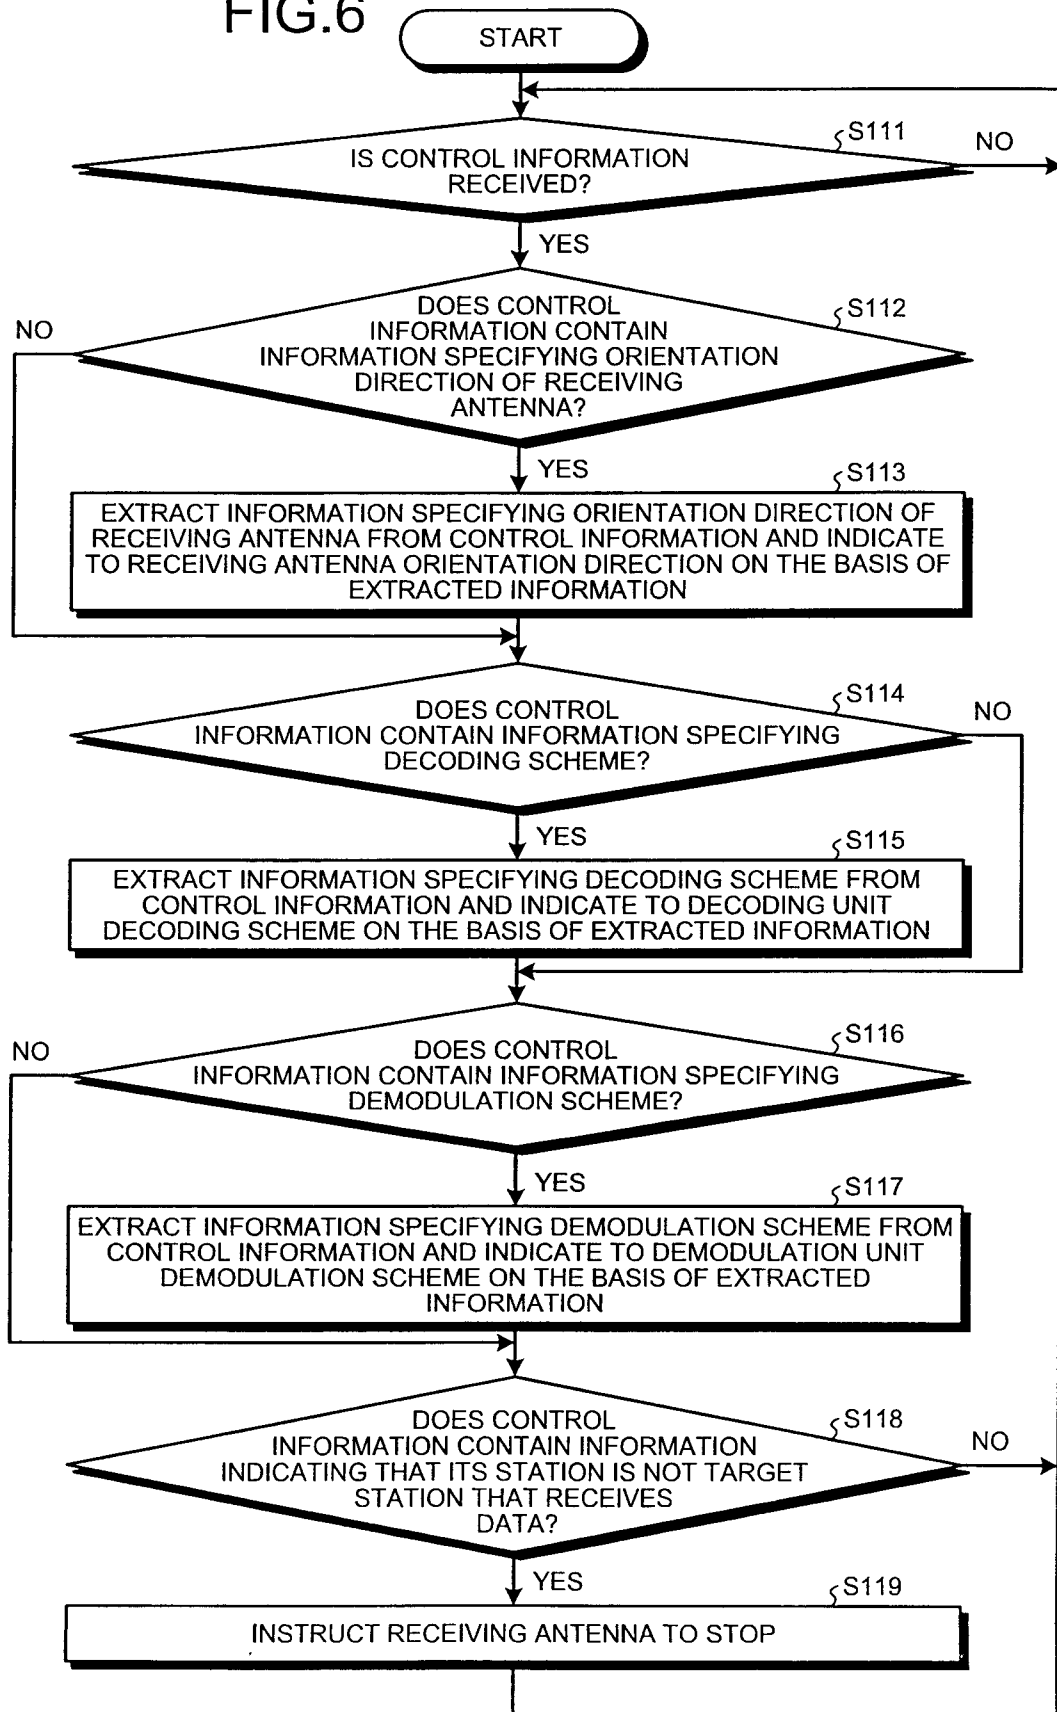 FIG.6
START
S111
NO
IS CONTROL INFORMATION
RECEIVED?
YES
S112
NO
DOES CONTROL
INFORMATION CONTAIN
INFORMATION SPECIFYING ORIENTATION
DIRECTION OF RECEIVING
ANTENNA?
YES
S113
EXTRACT INFORMATION SPECIFYING ORIENTATION DIRECTION OF
RECEIVING ANTENNA FROM CONTROL INFORMATION AND INDICATE
TO RECEIVING ANTENNA ORIENTATION DIRECTION ON THE BASIS OF
EXTRACTED INFORMATION
S114
NO
DOES CONTROL
INFORMATION CONTAIN INFORMATION SPECIFYING
DECODING SCHEME?
YES
S115
EXTRACT INFORMATION SPECIFYING DECODING SCHEME FROM
CONTROL INFORMATION AND INDICATE TO DECODING UNIT
DECODING SCHEME ON THE BASIS OF EXTRACTED INFORMATION
S116
NO
DOES CONTROL
INFORMATION CONTAIN INFORMATION SPECIFYING
DEMODULATION SCHEME?
YES
S117
EXTRACT INFORMATION SPECIFYING DEMODULATION SCHEME FROM
CONTROL INFORMATION AND INDICATE TO DEMODULATION UNIT
DEMODULATION SCHEME ON THE BASIS OF EXTRACTED
INFORMATION
S118
NO
DOES CONTROL
INFORMATION CONTAIN INFORMATION
INDICATING THAT ITS STATION IS NOT TARGET
STATION THAT RECEIVES
DATA?
YES
S119
INSTRUCT RECEIVING ANTENNA TO STOP